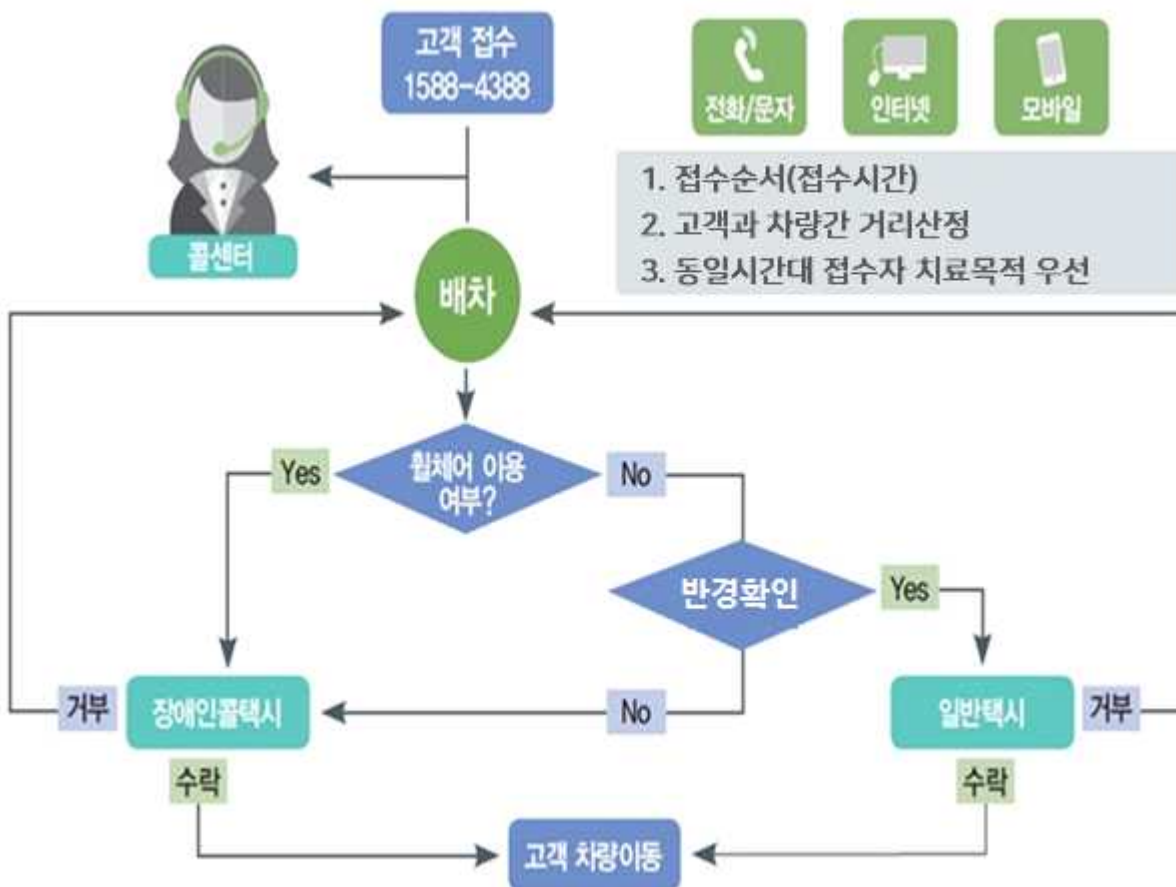 고객 접수
1588-4388
전화/문자
인터넷
모바일
1. 접수순서(접수시간)
2. 고객과 차량간 거리산정
3. 동일시간대 접수자 치료목적 우선
콜센터
배차
휠체어 이용
여부?
Yes
No
반경확인
Yes
거부
장애인콜택시
No
일반택시
거부
수락
수락
고객 차량이동